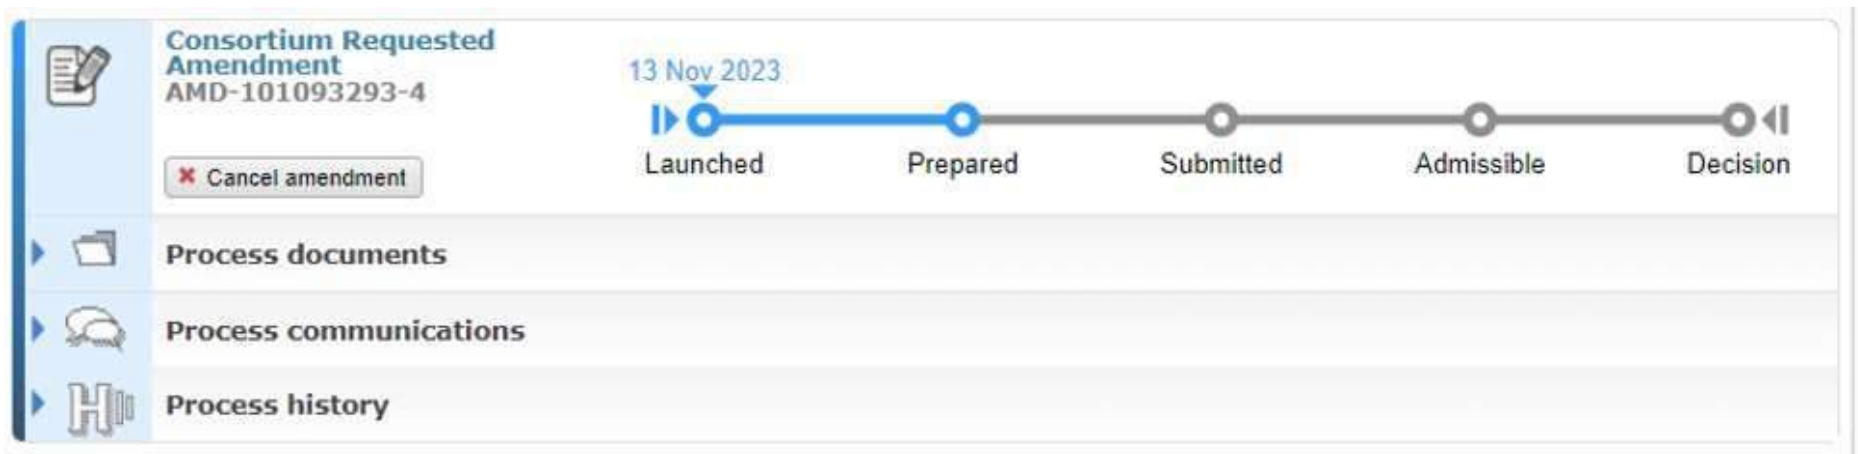 Consortium Requested
Amendment
AMD-101093293-4
Cancel amendment
13 Nov 2023
Launched
Prepared
Submitted
Admissible
Decision
Process documents
Process communications
Process history